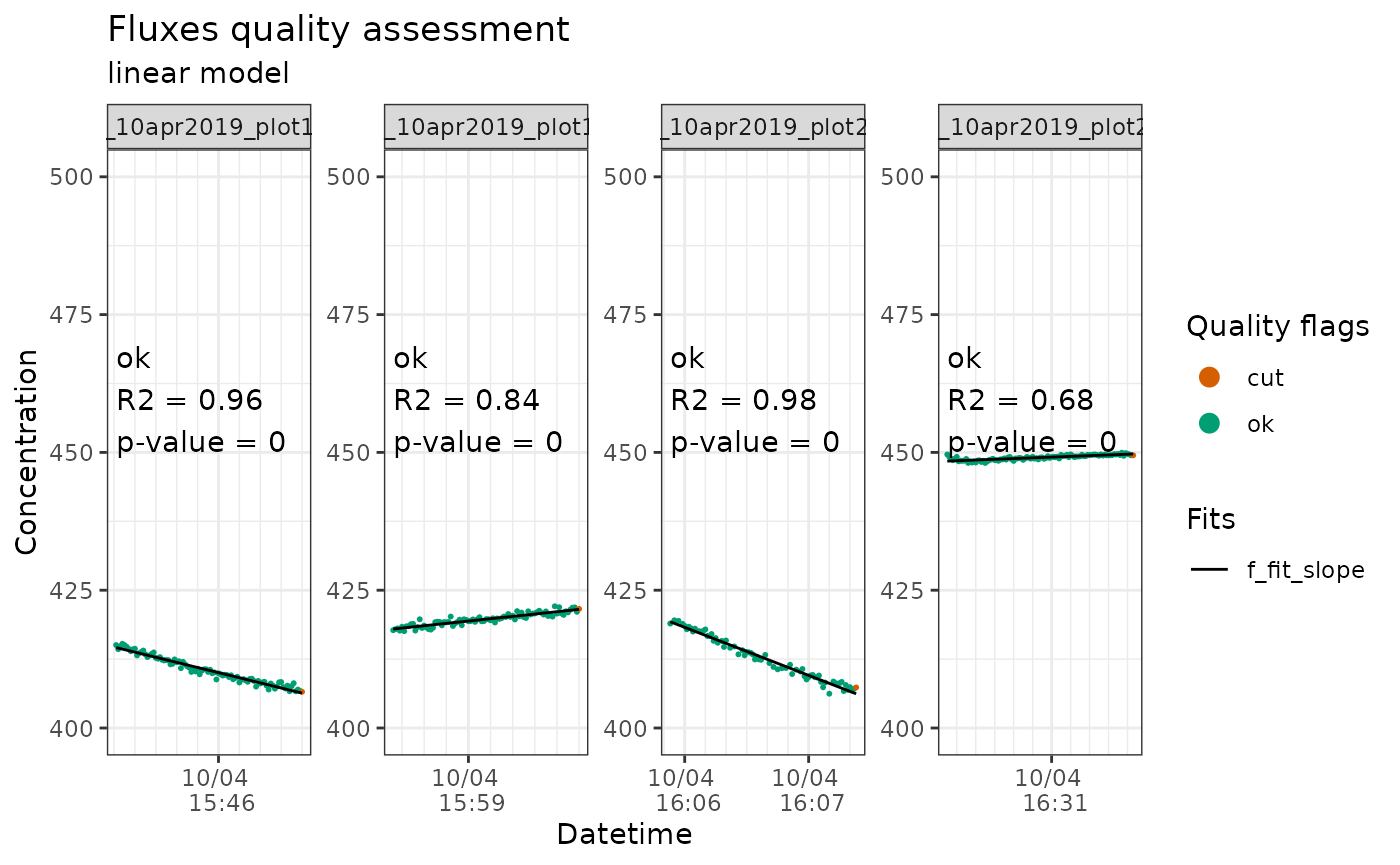 Fluxes quality assessment
linear model
_10apr2019_plot1
_10apr2019_plot1
_10apr2019_plot2
_10apr2019_plot2
500
500
500
500
475
475
475
475
ok
ok
ok
ok
R2 = 0.96
R2 = 0.84
R2 = 0.98
R2 = 0.68
p-value = 0
p-value = 0
p-value = 0
p-value = 0
450
450
450
450
425
425
425
425
400
400
400
400
10/04
15:46
10/04
15:59
10/04
16:06
10/04
16:07
10/04
16:31
Datetime
Concentration
Quality flags
cut
ok
Fits
f_fit_slope